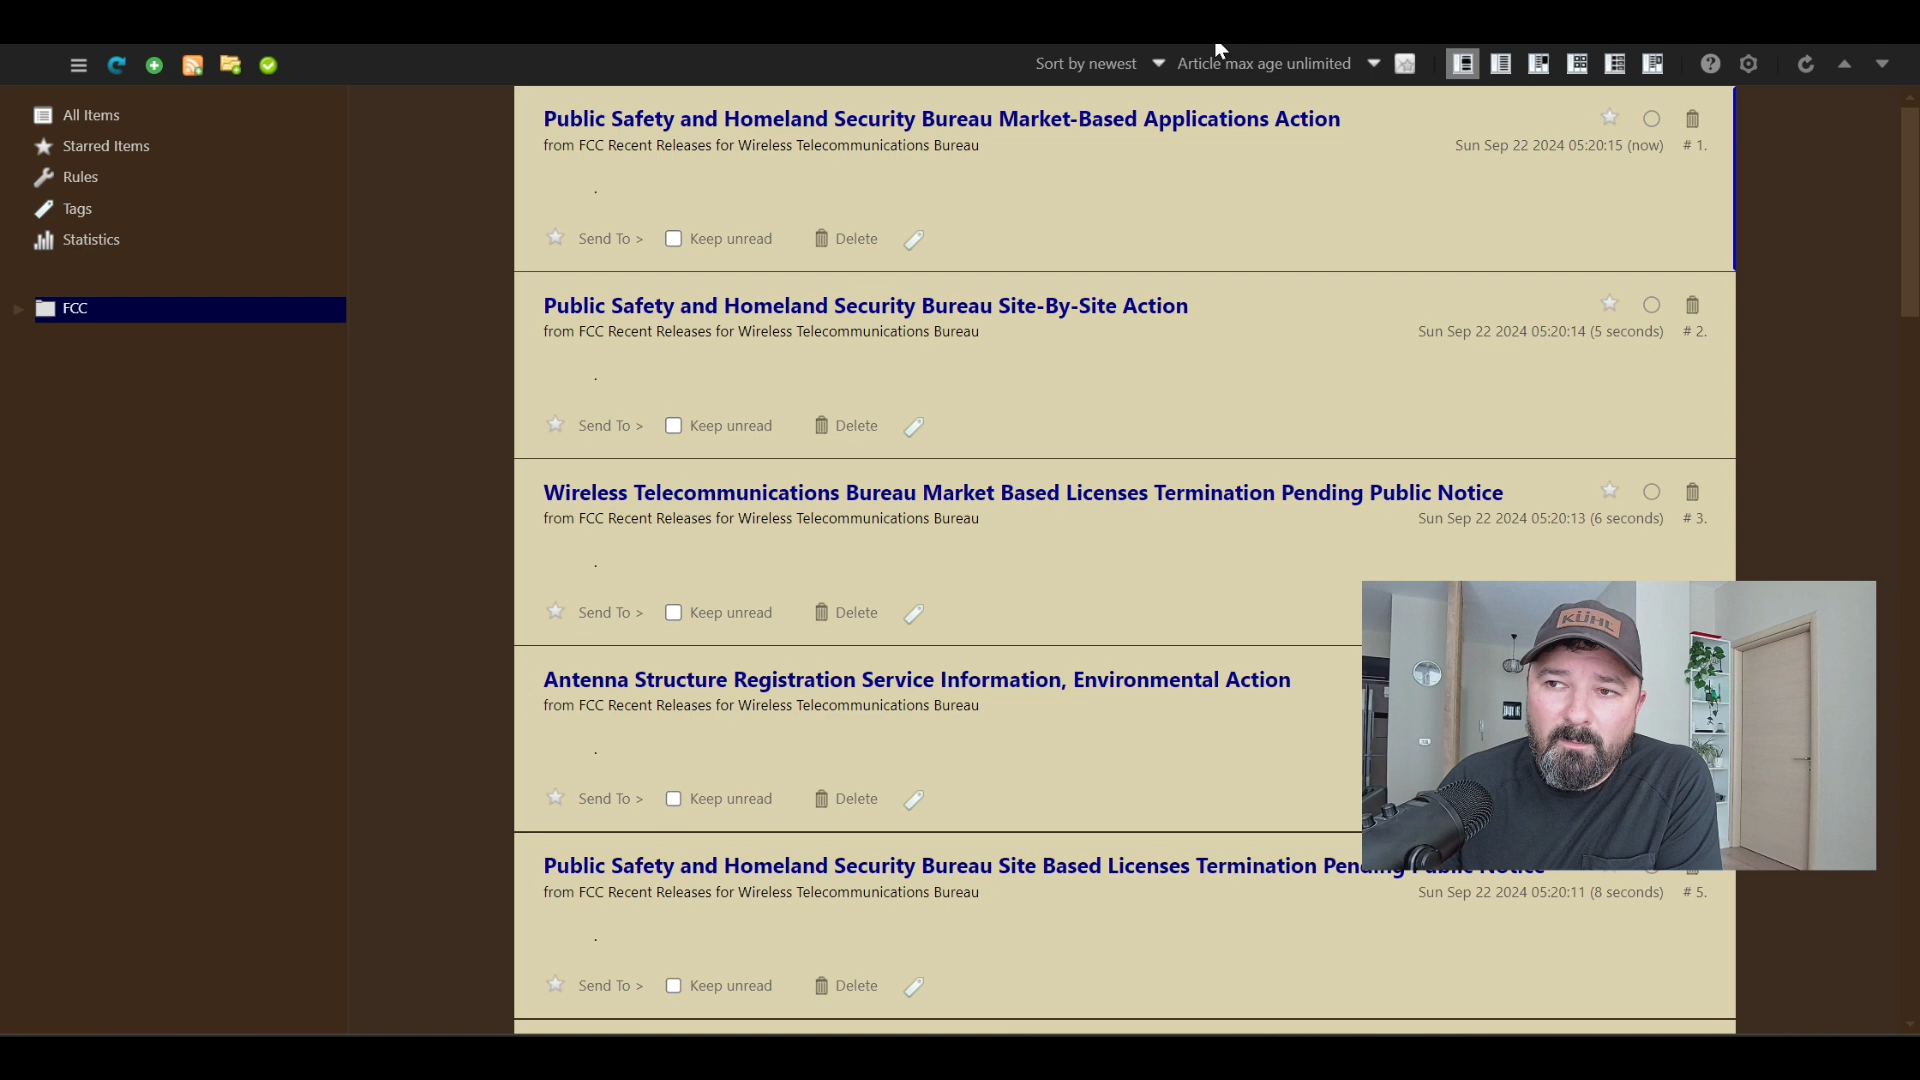 Sort by newest
Article max age unlimited
All Items
Starred Items
Rules
Tags
Statistics
FCC
Public Safety and Homeland Security Bureau Market-Based Applications Action
from FCC Recent Releases for Wireless Telecommunications Bureau
Sun Sep 22 2024 05:20:15 (now) # 1.
.
Send To > Keep unread Delete
Public Safety and Homeland Security Bureau Site-By-Site Action
from FCC Recent Releases for Wireless Telecommunications Bureau
Sun Sep 22 2024 05:20:14 (5 seconds) # 2.
.
Send To > Keep unread Delete
Wireless Telecommunications Bureau Market Based Licenses Termination Pending Public Notice
from FCC Recent Releases for Wireless Telecommunications Bureau
Sun Sep 22 2024 05:20:13 (6 seconds) # 3.
.
Send To > Keep unread Delete
Antenna Structure Registration Service Information, Environmental Action
from FCC Recent Releases for Wireless Telecommunications Bureau
.
Send To > Keep unread Delete
KÜHL
Public Safety and Homeland Security Bureau Site Based Licenses Termination
from FCC Recent Releases for Wireless Telecommunications Bureau
Sun Sep 22 2024 05:20:11 (8 seconds) # 5.
.
Send To > Keep unread Delete